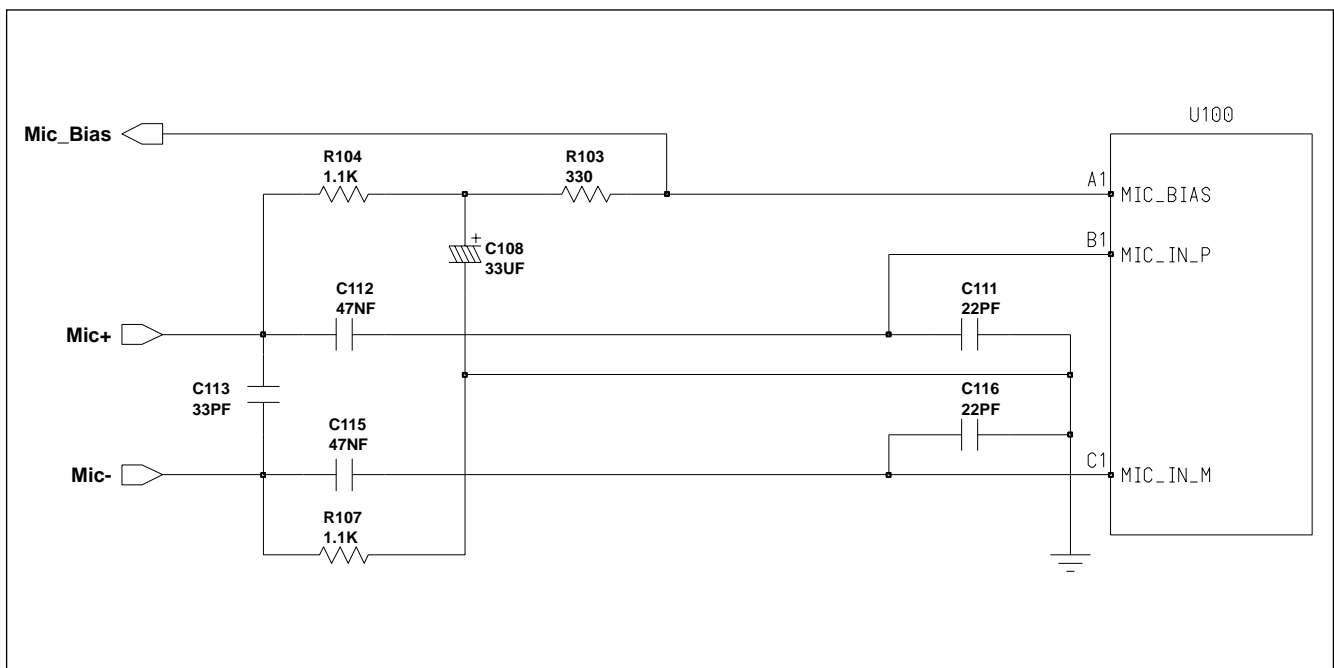 U100
Mic_Bias
R104
1.1K
R103
330
A1
MIC_BIAS
+
C108
33UF
B1
MIC_IN_P
C112
47NF
C111
22PF
Mic+
C113
33PF
C116
22PF
C115
47NF
Mic-
C1
MIC_IN_M
R107
1.1K